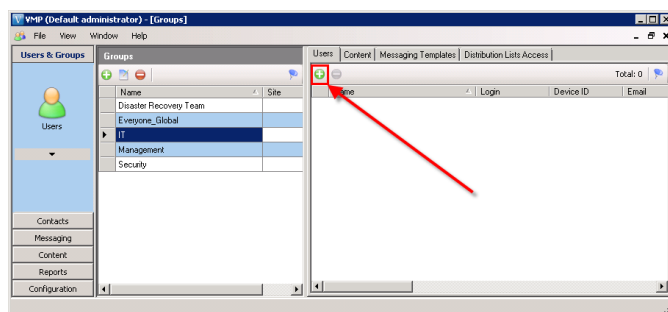 VMP (Default administrator) - [Groups]
File View Window Help
Users & Groups
Users
Contacts
Messaging
Content
Reports
Configuration
Groups
Name Site
Disaster Recovery Team
Everyone_Global
IT
Management
Security
Users Content Messaging Templates Distribution Lists Access
Total: 0
Name Login Device ID Email